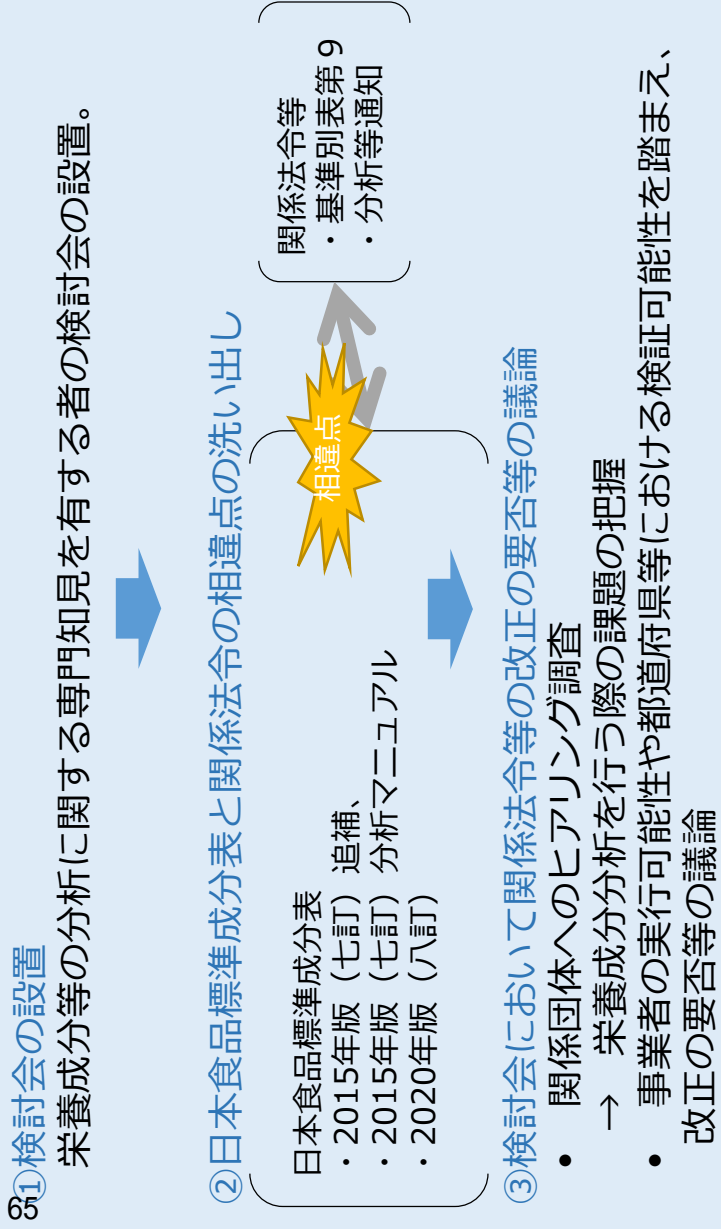 ①検討会の設置
栄養成分等の分析に関する専門知見を有する者の検討会の設置。
②日本食品標準成分表と関係法令の相違点の洗い出し
日本食品標準成分表
・2015年版（七訂）追補、
・2015年版（七訂）分析マニュアル
・2020年版（八訂）
相違点
関係法令等
・基準別表第９
・分析等通知
③検討会において関係法令等の改正の要否等の議論
• 関係団体へのヒアリング調査
→ 栄養成分分析を行う際の課題の把握
• 事業者の実行可能性や都道府県等における検証可能性を踏まえ、
改正の要否等の議論
65